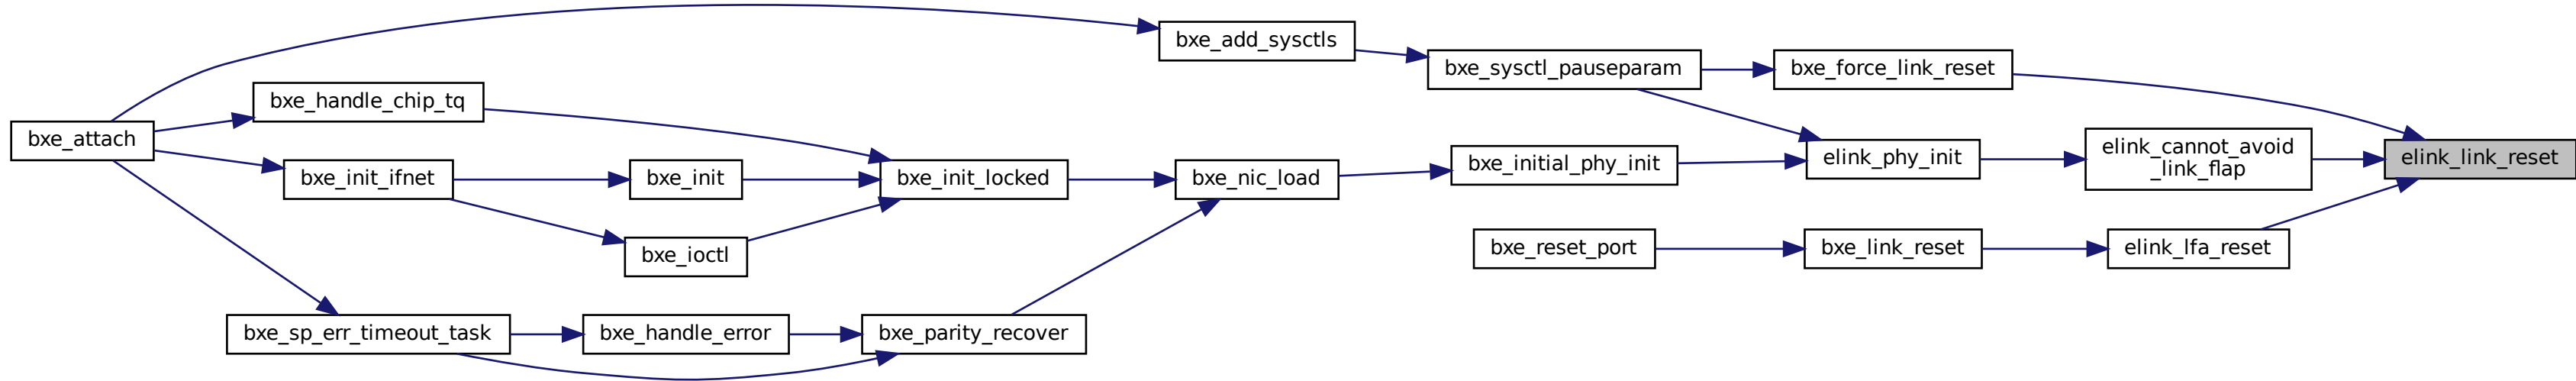 bxe_add_sysctls
bxe_sysctl_pauseparam
bxe_force_link_reset
bxe_handle_chip_tq
bxe_attach
elink_cannot_avoid
_link_flap
elink_phy_init
elink_link_reset
bxe_initial_phy_init
bxe_init_ifnet
bxe_init
bxe_init_locked
bxe_nic_load
bxe_reset_port
bxe_link_reset
elink_lfa_reset
bxe_ioctl
bxe_sp_err_timeout_task
bxe_handle_error
bxe_parity_recover